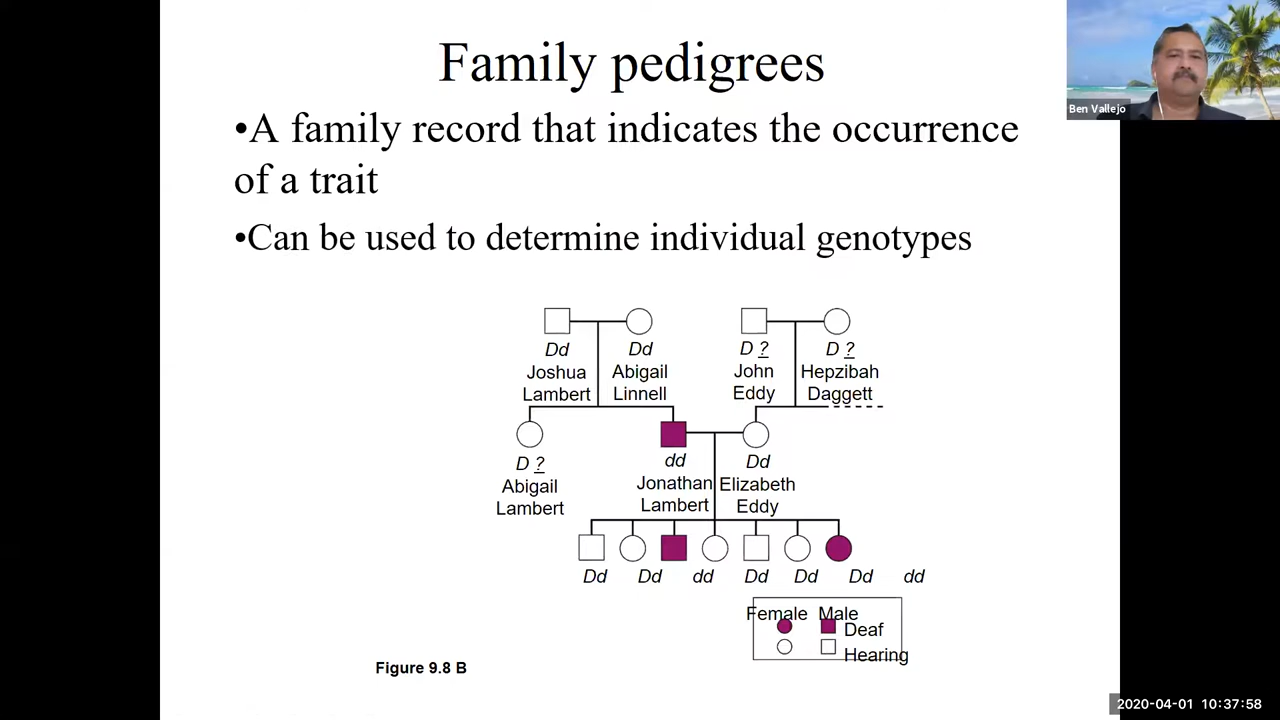 Family pedigrees
Ben Vallejo
•A family record that indicates the occurrence
of a trait
•Can be used to determine individual genotypes
Dd Dd D ? D ?
Joshua Abigail John Hepzibah
Lambert Linnell Eddy Daggett
D ? dd Dd
Abigail Jonathan Elizabeth
Lambert Lambert Eddy
Dd Dd dd Dd Dd Dd dd
Female Male
Deaf
Hearing
Figure 9.8 B
2020-04-01 10:37:58